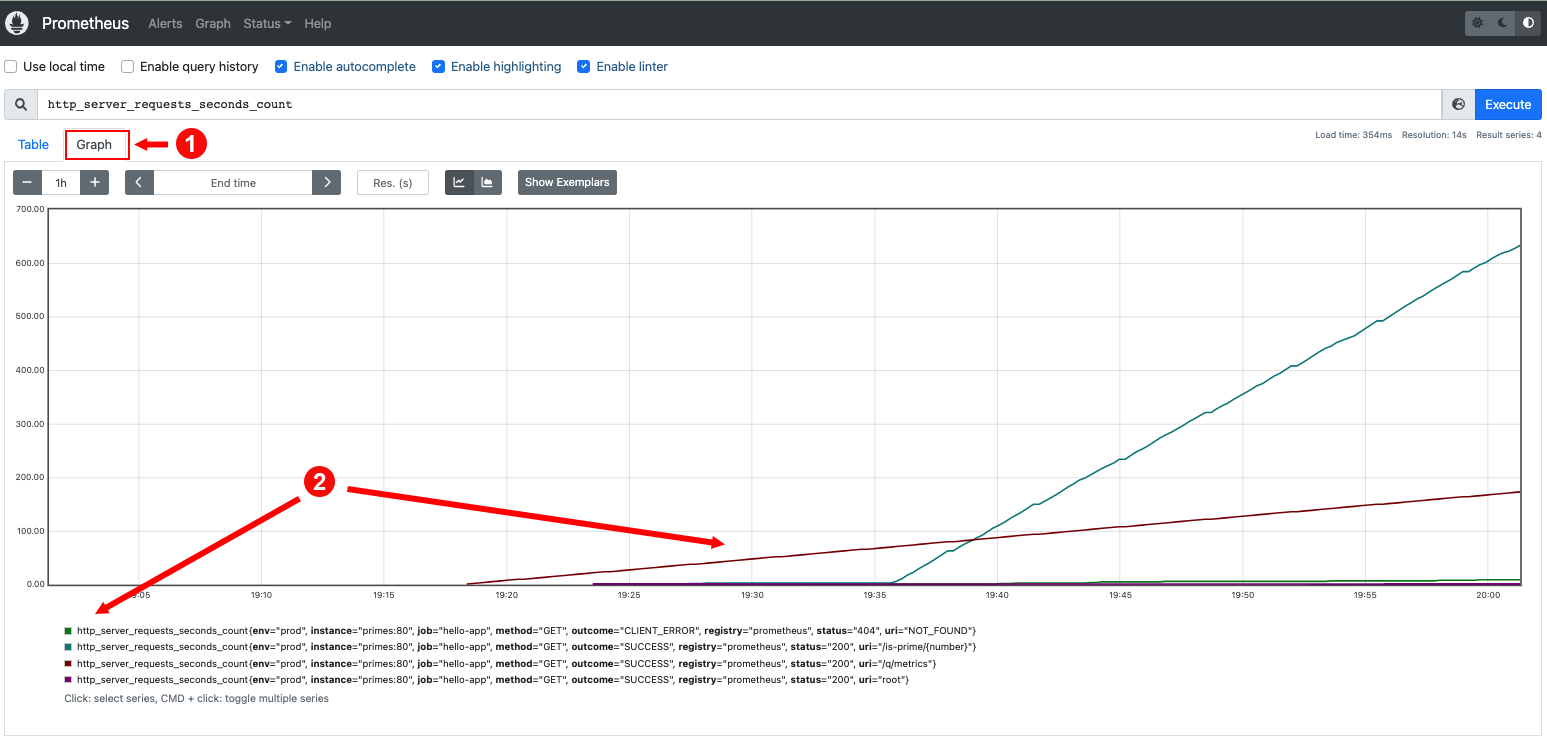 Prometheus Alerts Graph Status Help
Use local time Enable query history Enable autocomplete Enable highlighting Enable linter
http_server_requests_seconds_count Execute
Table Graph 1 Load time: 354ms Resolution: 14s Result series: 4
− 1h + < End time > Res. (s) Show Exemplars
700.00
600.00
500.00
400.00
300.00
200.00
2
100.00
0.00
19:10 19:15 19:20 19:25 19:30 19:35 19:40 19:45 19:50 19:55 20:00
http_server_requests_seconds_count{env="prod", instance="primes:80", job="hello-app", method="GET", outcome="CLIENT_ERROR", registry="prometheus", status="404", uri="NOT_FOUND"}
http_server_requests_seconds_count{env="prod", instance="primes:80", job="hello-app", method="GET", outcome="SUCCESS", registry="prometheus", status="200", uri="/is-prime/{number}"}
http_server_requests_seconds_count{env="prod", instance="primes:80", job="hello-app", method="GET", outcome="SUCCESS", registry="prometheus", status="200", uri="/q/metrics"}
http_server_requests_seconds_count{env="prod", instance="primes:80", job="hello-app", method="GET", outcome="SUCCESS", registry="prometheus", status="200", uri="root"}
Click: select series, CMD + click: toggle multiple series